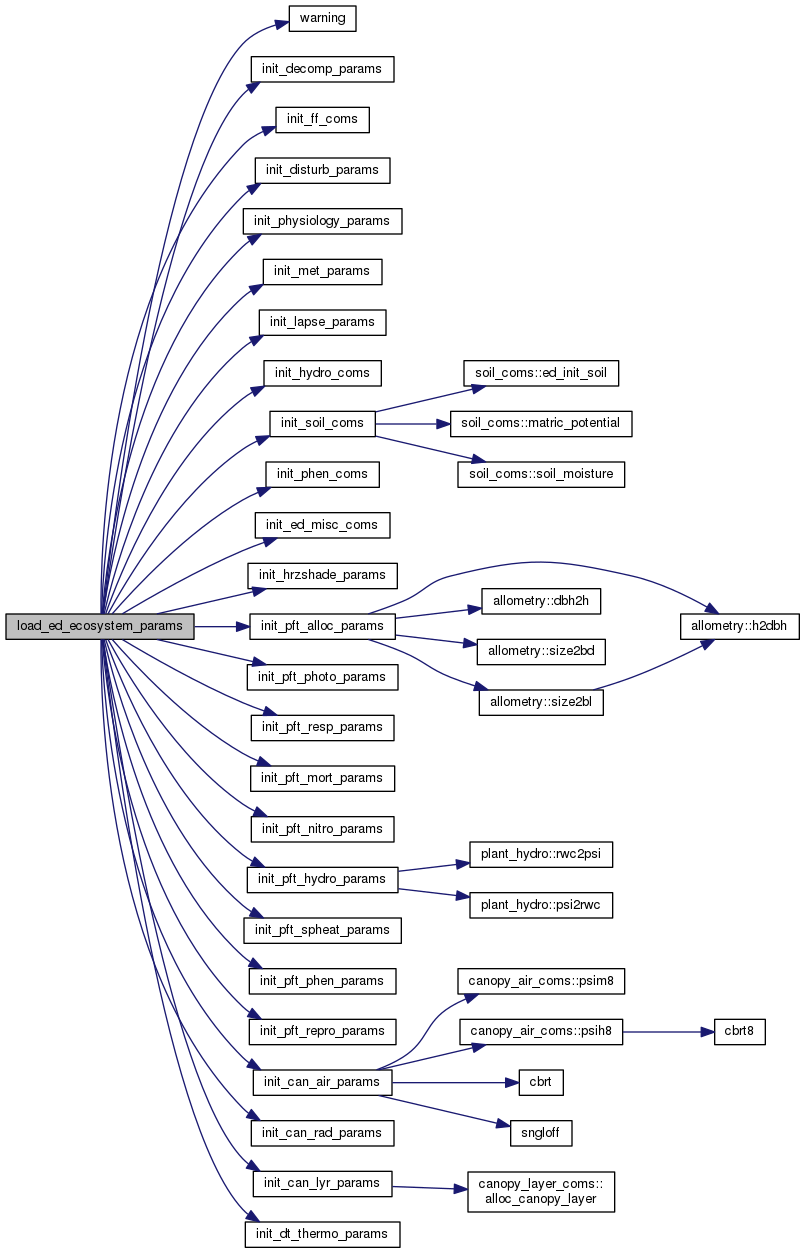 warning
init_decomp_params
init_ff_coms
init_disturb_params
init_physiology_params
init_met_params
init_lapse_params
init_hydro_coms
soil_coms::ed_init_soil
init_soil_coms
soil_coms::matric_potential
init_phen_coms
soil_coms::soil_moisture
init_ed_misc_coms
init_hrzshade_params
allometry::dbh2h
load_ed_ecosystem_params
init_pft_alloc_params
allometry::h2dbh
allometry::size2bd
init_pft_photo_params
allometry::size2bl
init_pft_resp_params
init_pft_mort_params
init_pft_nitro_params
plant_hydro::rwc2psi
init_pft_hydro_params
plant_hydro::psi2rwc
init_pft_spheat_params
init_pft_phen_params
canopy_air_coms::psim8
init_pft_repro_params
canopy_air_coms::psih8
cbrt8
init_can_air_params
cbrt
init_can_rad_params
sngloff
init_can_lyr_params
canopy_layer_coms::
alloc_canopy_layer
init_dt_thermo_params